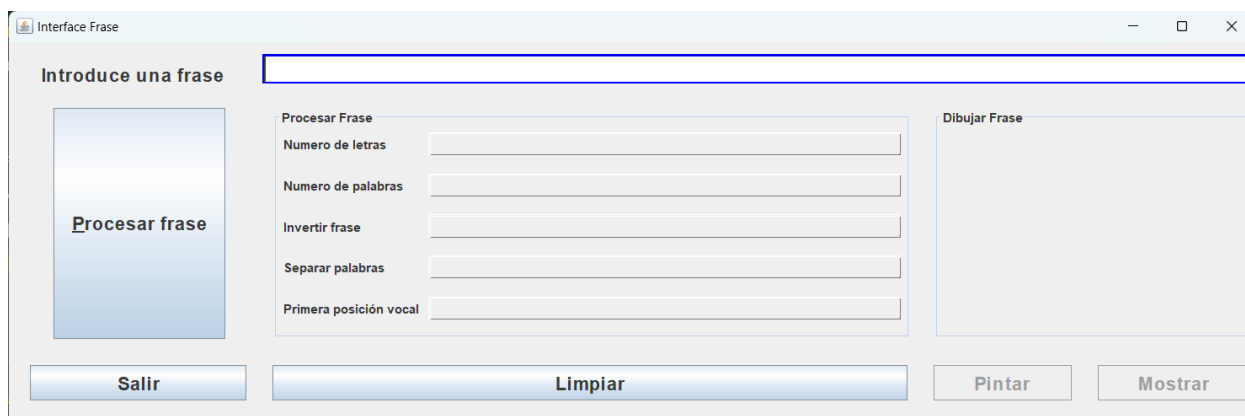 Interface Frase
Introduce una frase
Procesar frase
Procesar Frase
Numero de letras
Numero de palabras
Invertir frase
Separar palabras
Primera posición vocal
Dibujar Frase
Salir
Limpiar
Pintar
Mostrar